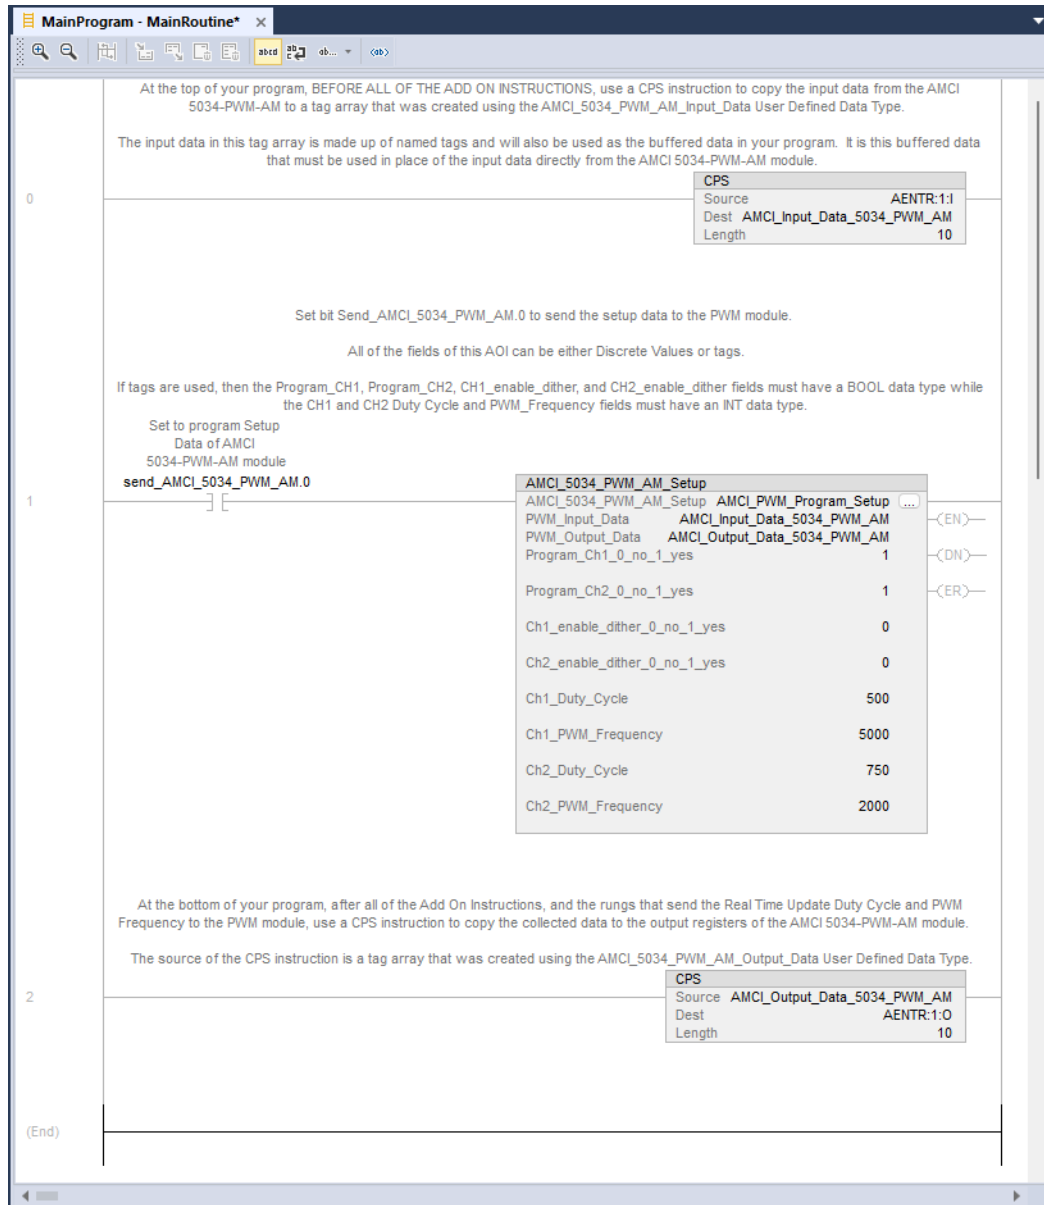 MainProgram - MainRoutine*
abcd
ab...
<ab>
At the top of your program, BEFORE ALL OF THE ADD ON INSTRUCTIONS, use a CPS instruction to copy the input data from the AMCI
5034-PWM-AM to a tag array that was created using the AMCI_5034_PWM_AM_Input_Data User Defined Data Type.
The input data in this tag array is made up of named tags and will also be used as the buffered data in your program. It is this buffered data
that must be used in place of the input data directly from the AMCI 5034-PWM-AM module.
CPS
0
Source AENTR:1:I
Dest AMCI_Input_Data_5034_PWM_AM
Length 10
Set bit Send_AMCI_5034_PWM_AM.0 to send the setup data to the PWM module.
All of the fields of this AOI can be either Discrete Values or tags.
If tags are used, then the Program_CH1, Program_CH2, CH1_enable_dither, and CH2_enable_dither fields must have a BOOL data type while
the CH1 and CH2 Duty Cycle and PWM_Frequency fields must have an INT data type.
Set to program Setup
Data of AMCI
5034-PWM-AM module
send_AMCI_5034_PWM_AM.0
1
AMCI_5034_PWM_AM_Setup
AMCI_5034_PWM_AM_Setup AMCI_PWM_Program_Setup ...
PWM_Input_Data AMCI_Input_Data_5034_PWM_AM (EN)
PWM_Output_Data AMCI_Output_Data_5034_PWM_AM
Program_Ch1_0_no_1_yes 1 (DN)
Program_Ch2_0_no_1_yes 1 (ER)
Ch1_enable_dither_0_no_1_yes 0
Ch2_enable_dither_0_no_1_yes 0
Ch1_Duty_Cycle 500
Ch1_PWM_Frequency 5000
Ch2_Duty_Cycle 750
Ch2_PWM_Frequency 2000
At the bottom of your program, after all of the Add On Instructions, and the rungs that send the Real Time Update Duty Cycle and PWM
Frequency to the PWM module, use a CPS instruction to copy the collected data to the output registers of the AMCI 5034-PWM-AM module.
The source of the CPS instruction is a tag array that was created using the AMCI_5034_PWM_AM_Output_Data User Defined Data Type.
CPS
2
Source AMCI_Output_Data_5034_PWM_AM
Dest AENTR:1:O
Length 10
(End)